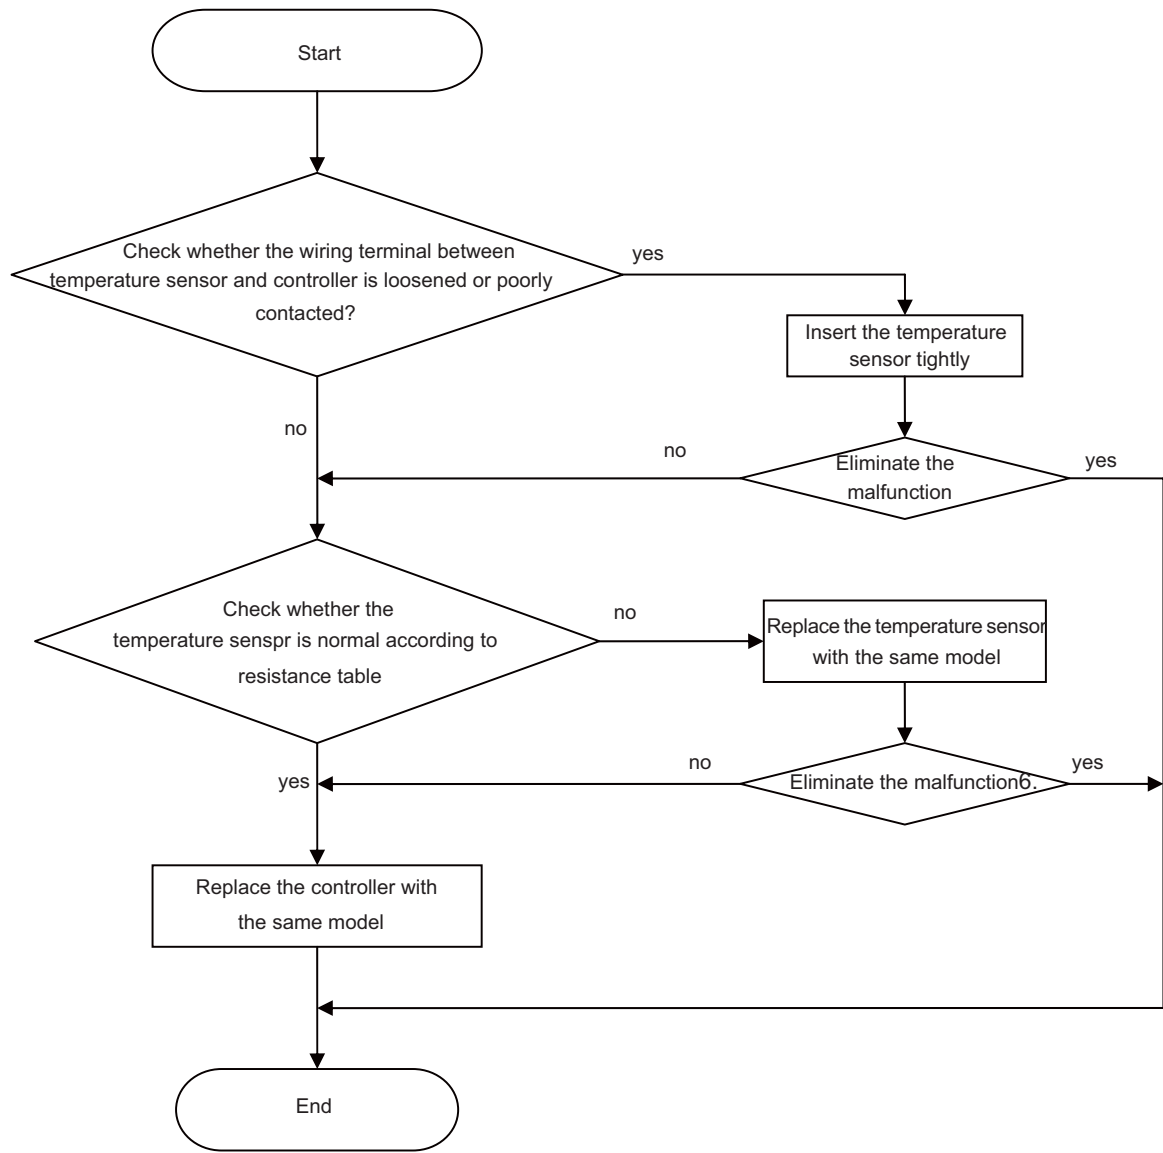 Start
Check whether the wiring terminal between
temperature sensor and controller is loosened or poorly
contacted?
yes
Insert the temperature
sensor tightly
no
no
Eliminate the
malfunction
yes
Check whether the
temperature senspr is normal according to
resistance table
no
Replace the temperature sensor
with the same model
yes
no
Eliminate the malfunction6.
yes
Replace the controller with
the same model
End